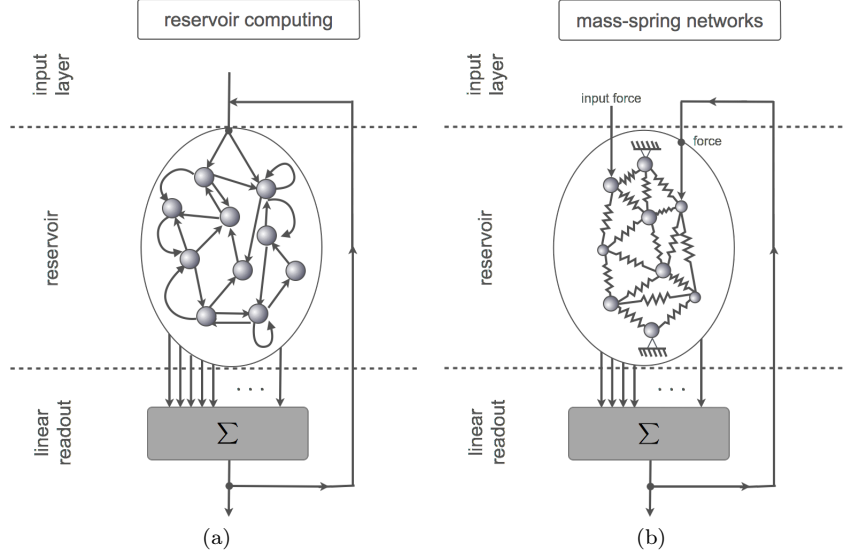 reservoir computing
mass-spring networks
input
layer
input
layer
input force
force
reservoir
reservoir
. . .
. . .
linear
readout
linear
readout
Σ
Σ
(a)
(b)